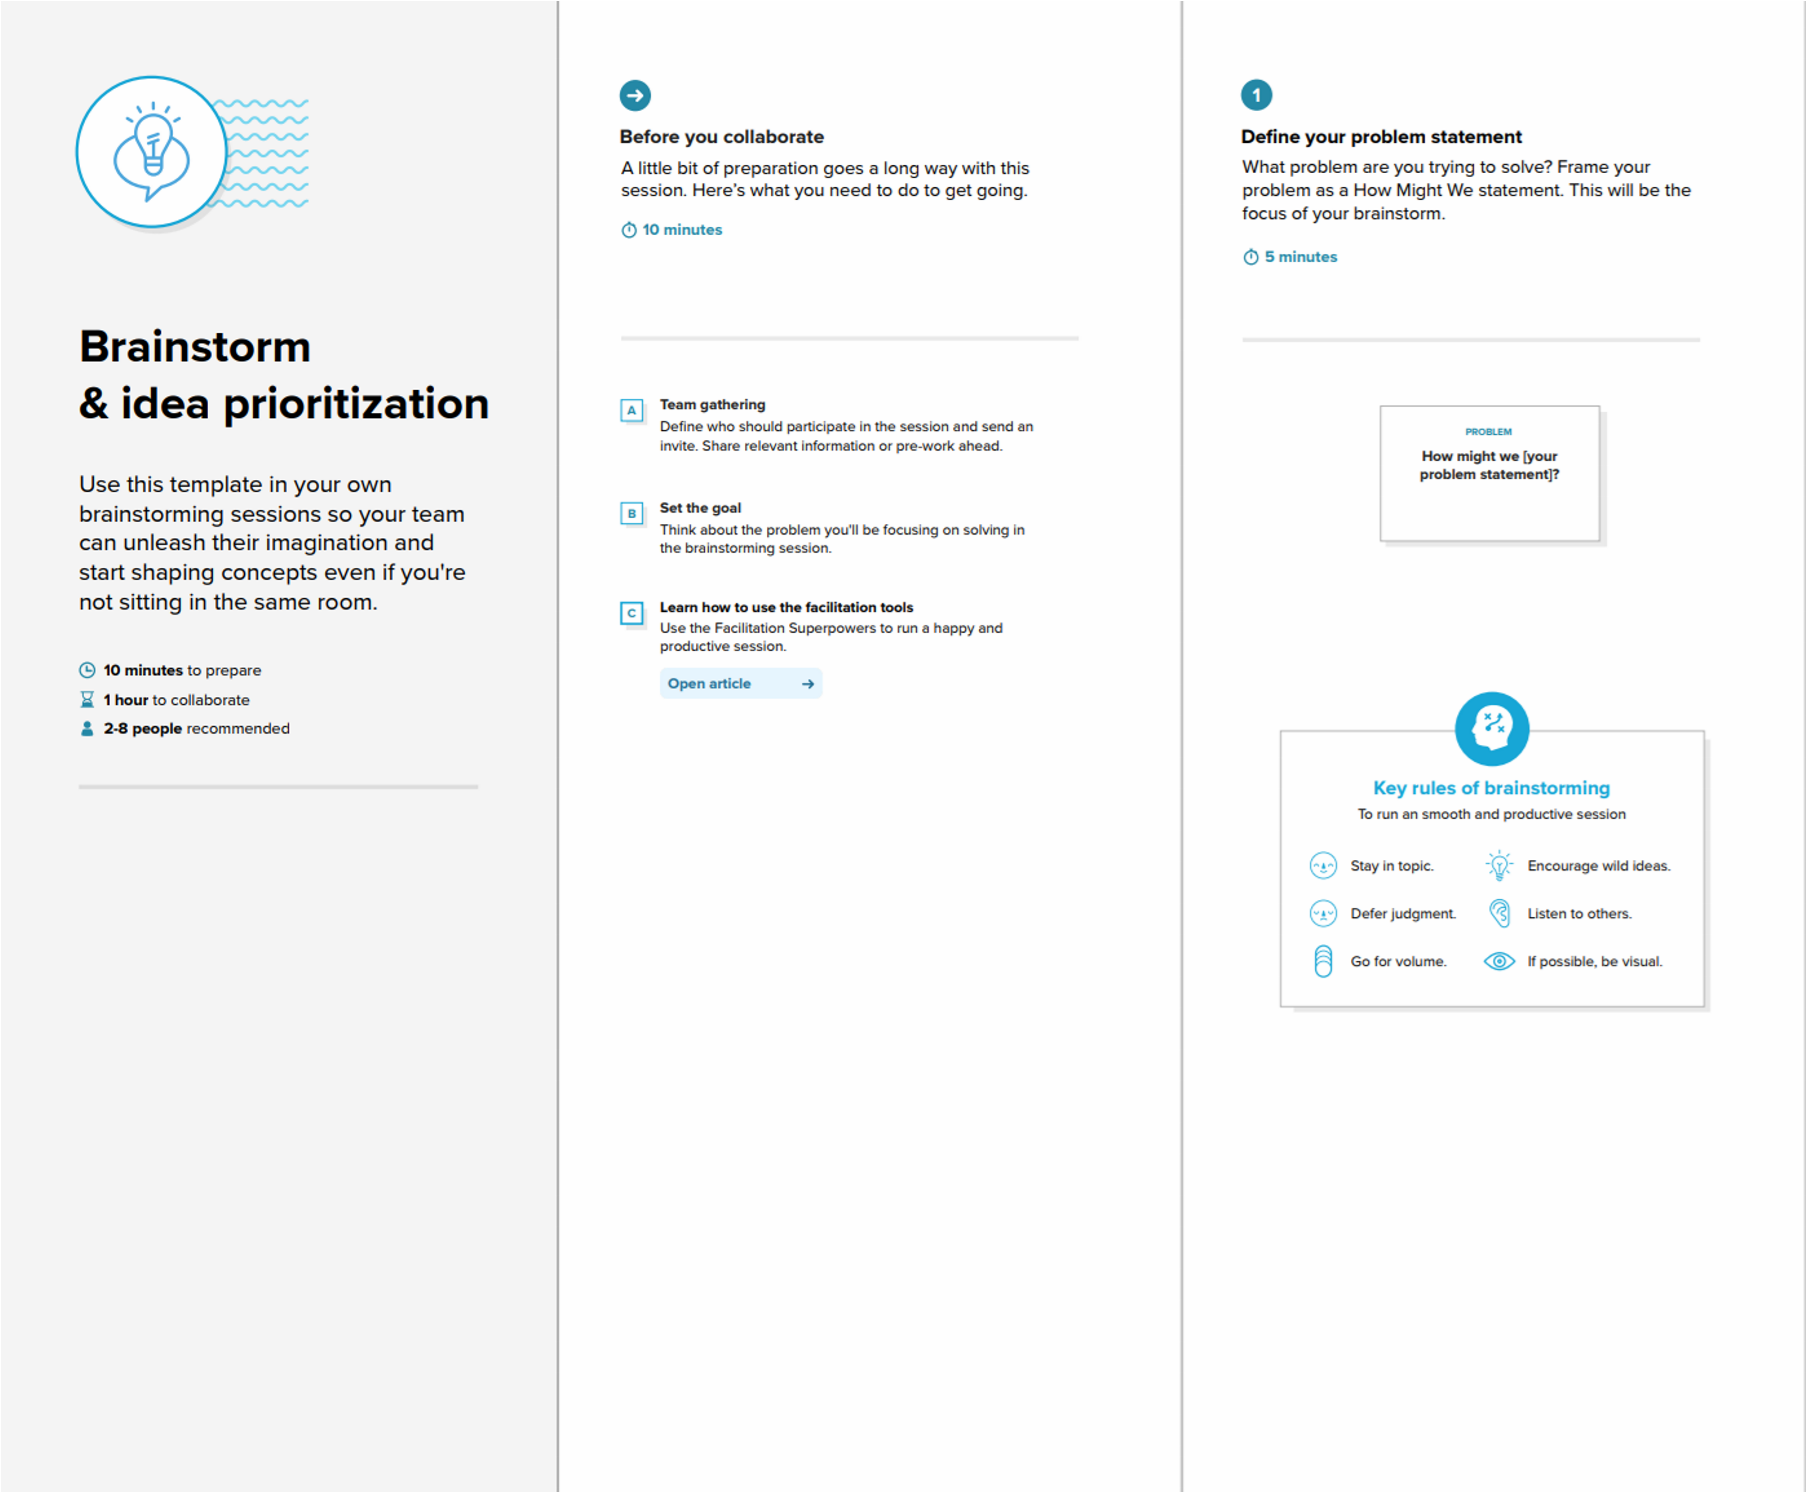 Brainstorm
& idea prioritization
Use this template in your own
brainstorming sessions so your team
can unleash their imagination and
start shaping concepts even if you're
not sitting in the same room.
10 minutes to prepare
1 hour to collaborate
2-8 people recommended
Before you collaborate
A little bit of preparation goes a long way with this
session. Here's what you need to do to get going.
10 minutes
A
Team gathering
Define who should participate in the session and send an
invite. Share relevant information or pre-work ahead.
B
Set the goal
Think about the problem you'll be focusing on solving in
the brainstorming session.
C
Learn how to use the facilitation tools
Use the Facilitation Superpowers to run a happy and
productive session.
Open article
1
Define your problem statement
What problem are you trying to solve? Frame your
problem as a How Might We statement. This will be the
focus of your brainstorm.
5 minutes
PROBLEM
How might we [your
problem statement]?
Key rules of brainstorming
To run an smooth and productive session
Stay in topic.
Encourage wild ideas.
Defer judgment.
Listen to others.
Go for volume.
If possible, be visual.